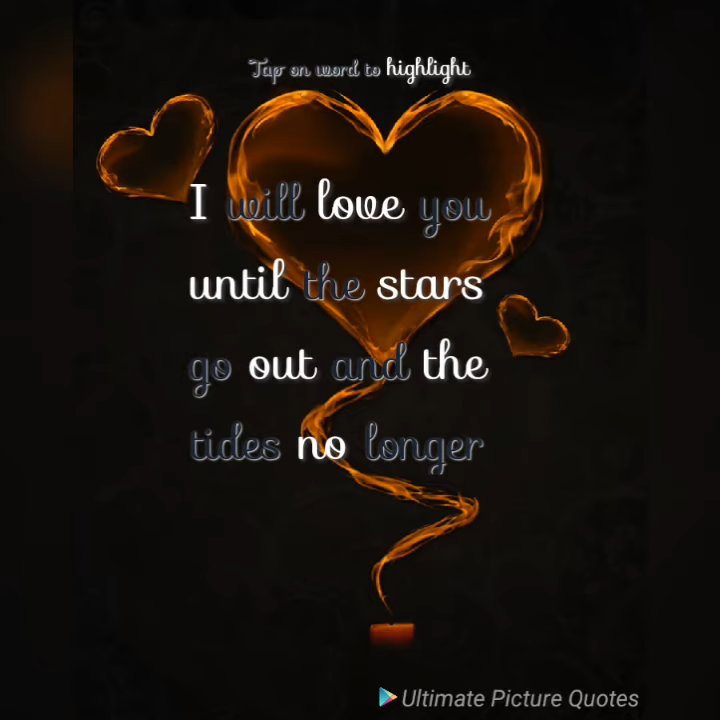 Tap on word to highlight
I will love you
until the stars
go out and the
tides no longer
Ultimate Picture Quotes